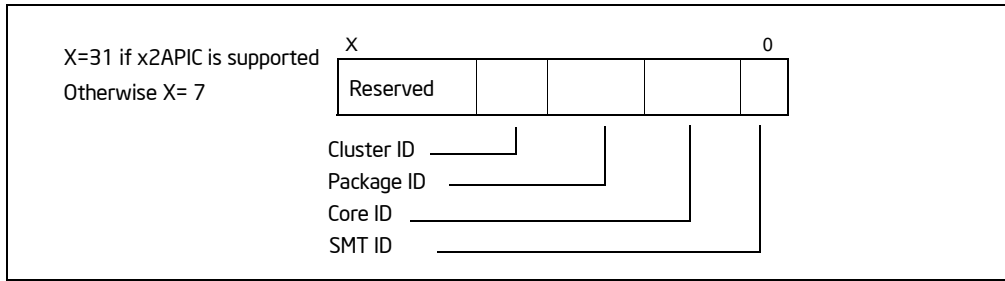 X=31 if x2APIC is supported
Otherwise X= 7
X 0
Reserved
Cluster ID
Package ID
Core ID
SMT ID